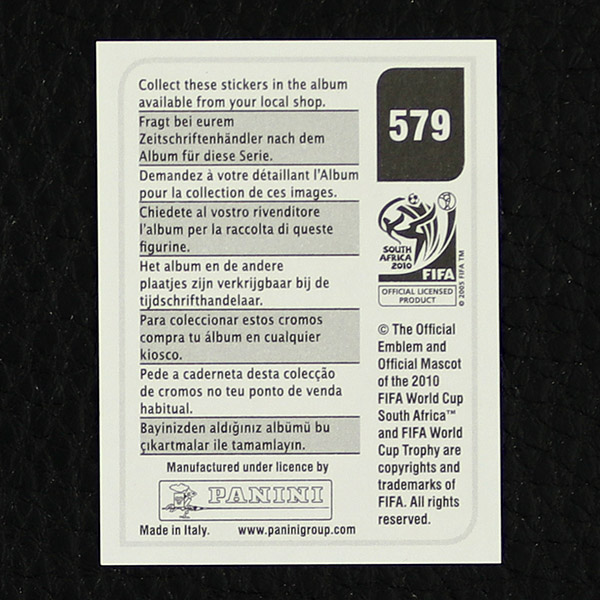 Collect these stickers in the album
available from your local shop.
Fragt bei eurem
Zeitschriftenhändler nach dem
Album für diese Serie.
Demandez à votre détaillant l'Album
pour la collection de ces images.
Chiedete al vostro rivenditore
l'album per la raccolta di queste
figurine.
Het album en de andere
plaatjes zijn verkrijgbaar bij de
tijdschrifthandelaar.
Para coleccionar estos cromos
compra tu álbum en cualquier
kiosco.
Pede a caderneta desta colecção
de cromos no teu ponto de venda
habitual.
Bayinizden aldığınız albümü bu
çıkartmalar ile tamamlayın.
Manufactured under licence by
PANINI
Made in Italy. www.paninigroup.com
579
SOUTH
AFRICA
2010
FIFA
© 2005 FIFA TM
OFFICIAL LICENSED
PRODUCT
© The Official
Emblem and
Official Mascot
of the 2010
FIFA World Cup
South Africa™
and FIFA World
Cup Trophy are
copyrights and
trademarks of
FIFA. All rights
reserved.